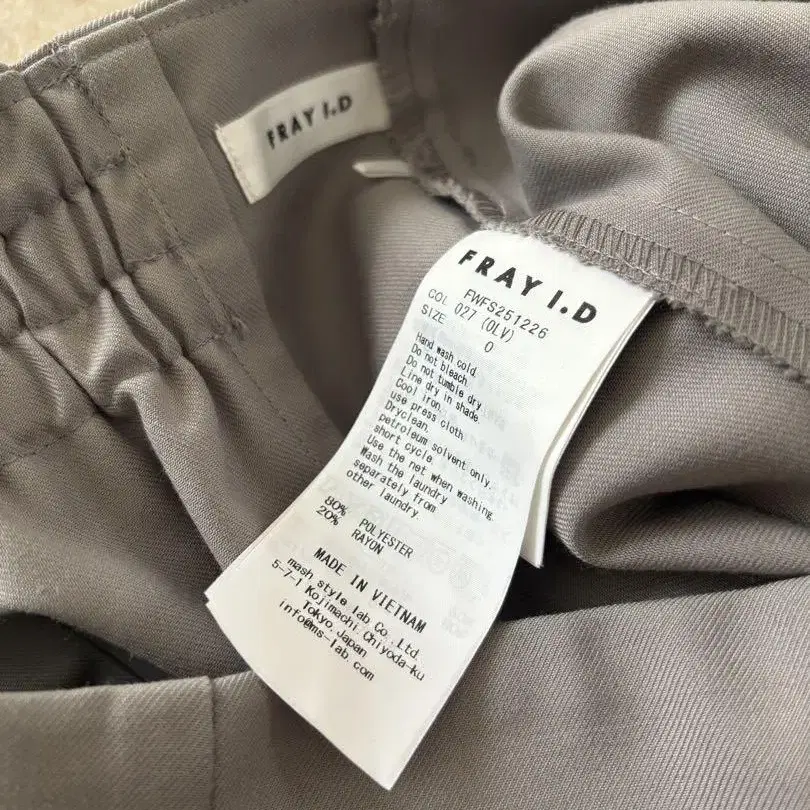 FRAY I.D
FRAY I.D
FWFS251226
COL 027 (OLV)
SIZE 0
Hand wash cold.
Do not bleach.
Do not tumble dry
Line dry in shade.
Cool iron.
use press cloth
Dryclean.
petroleum solvent only.
short cycle
Use the net when washing.
Wash the laundry
separately from
other laundry.
80% POLYESTER
20% RAYON
MADE IN VIETNAM
mash style lab Co., Ltd.
5-7-1 Kojimachi Chiyoda-ku
Tokyo Japan
info@ms-lab.com